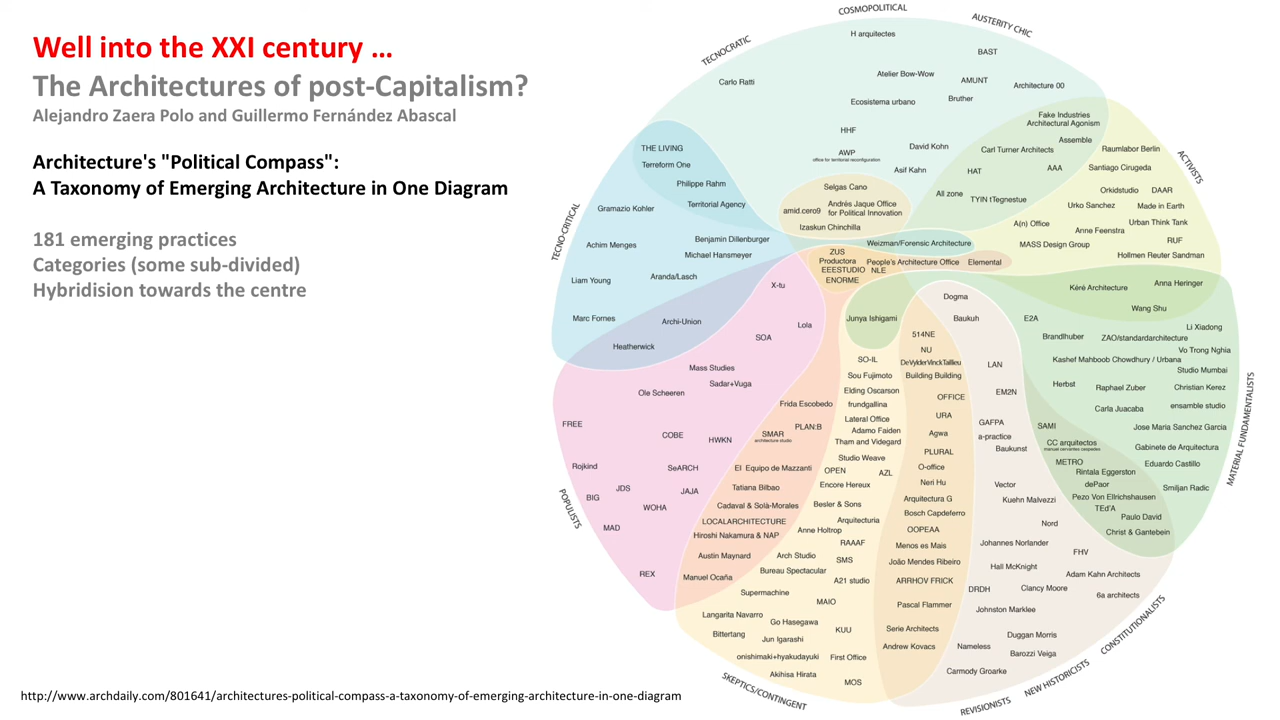 Well into the XXI century ...
The Architectures of post-Capitalism?
Alejandro Zaera Polo and Guillermo Fernández Abascal
Architecture's "Political Compass":
A Taxonomy of Emerging Architecture in One Diagram
181 emerging practices
Categories (some sub-divided)
Hybridision towards the centre
http://www.archdaily.com/801641/architectures-political-compass-a-taxonomy-of-emerging-architecture-in-one-diagram
COSMOPOLITICAL
AUSTERITY CHIC
TECNOCRATIC
H arquitectes
BAST
Carlo Ratti
Atelier Bow-Wow
AMUNT
Architecture 00
Ecosistema urbano
Bruther
HHF
AWP
office for territorial reconfiguration
David Kohn
Asif Kahn
Fake Industries
Architectural Agonism
Assemble
Carl Turner Architects
HAT
AAA
All zone
TYIN tTegnestue
ACTIVISTS
Raumlabor Berlin
Santiago Cirugeda
Orkidstudio
DAAR
Urko Sanchez
Made in Earth
A(n) Office
Urban Think Tank
Anne Feenstra
MASS Design Group
RUF
Hollmen Reuter Sandman
Selgas Cano
amid.cero9
Andrés Jaque Office
for Political Innovation
Izaskun Chinchilla
Weizman/Forensic Architecture
ZUS
Productora
EEESTUDIO
NLE
ENORME
People's Architecture Office
Elemental
TECNO-CRITICAL
THE LIVING
Terreform One
Philippe Rahm
Territorial Agency
Gramazio Kohler
Benjamin Dillenburger
Achim Menges
Michael Hansmeyer
Liam Young
Aranda/Lasch
Marc Fornes
Archi-Union
Heatherwick
POPULISTS
X-tu
Lola
SOA
Mass Studies
Sadar+Vuga
Ole Scheeren
FREE
COBE
HWKN
Rojkind
SeARCH
JDS
JAJA
BIG
WOHA
MAD
REX
Frida Escobedo
PLAN:B
SMAR
architecture studio
El Equipo de Mazzanti
Tatiana Bilbao
Cadaval & Solà-Morales
LOCALARCHITECTURE
Hiroshi Nakamura & NAP
Austin Maynard
Manuel Ocaña
SKEPTICS/CONTINGENT
Junya Ishigami
SO-IL
Sou Fujimoto
Elding Oscarson
frundgallina
Lateral Office
Adamo Faiden
Tham and Videgard
Studio Weave
OPEN
AZL
Encore Hereux
Besler & Sons
Arquitecturia
Anne Holtrop
RAAAF
Arch Studio
SMS
Bureau Spectacular
A21 studio
Supermachine
MAIO
Langarita Navarro
Go Hasegawa
KUU
Bittertang
Jun Igarashi
onishimaki+hyakudayuki
First Office
Akihisa Hirata
MOS
514NE
NU
DeVylderVinckTaillieu
Building Building
OFFICE
URA
Agwa
PLURAL
O-office
Neri Hu
Arquitectura G
Bosch Capdeferro
OOPEAA
Menos es Mais
João Mendes Ribeiro
ARRHOV FRICK
Pascal Flammer
Serie Architects
Andrew Kovacs
REVISIONISTS
NEW HISTORICISTS
CONSTITUTIONALISTS
Dogma
Baukuh
LAN
EM2N
GAFPA
a-practice
Baukunst
Vector
Kuehn Malvezzi
Nord
Johannes Norlander
FHV
Hall McKnight
Adam Kahn Architects
DRDH
Clancy Moore
6a architects
Johnston Marklee
Duggan Morris
Nameless
Barozzi Veiga
Carmody Groarke
MATERIAL FUNDAMENTALISTS
Kéré Architecture
Anna Heringer
Wang Shu
E2A
Li Xiadong
Brandlhuber
ZAO/standardarchitecture
Vo Trong Nghia
Kashef Mahboob Chowdhury / Urbana
Studio Mumbai
Herbst
Raphael Zuber
Christian Kerez
Carla Juacaba
ensamble studio
SAMI
Jose Maria Sanchez Garcia
CC arquitectos
manuel cervantes cespedes
Gabinete de Arquitectura
METRO
Eduardo Castillo
Rintala Eggerston
dePaor
Smiljan Radic
Pezo Von Ellrichshausen
TEd'A
Paulo David
Christ & Gantebein